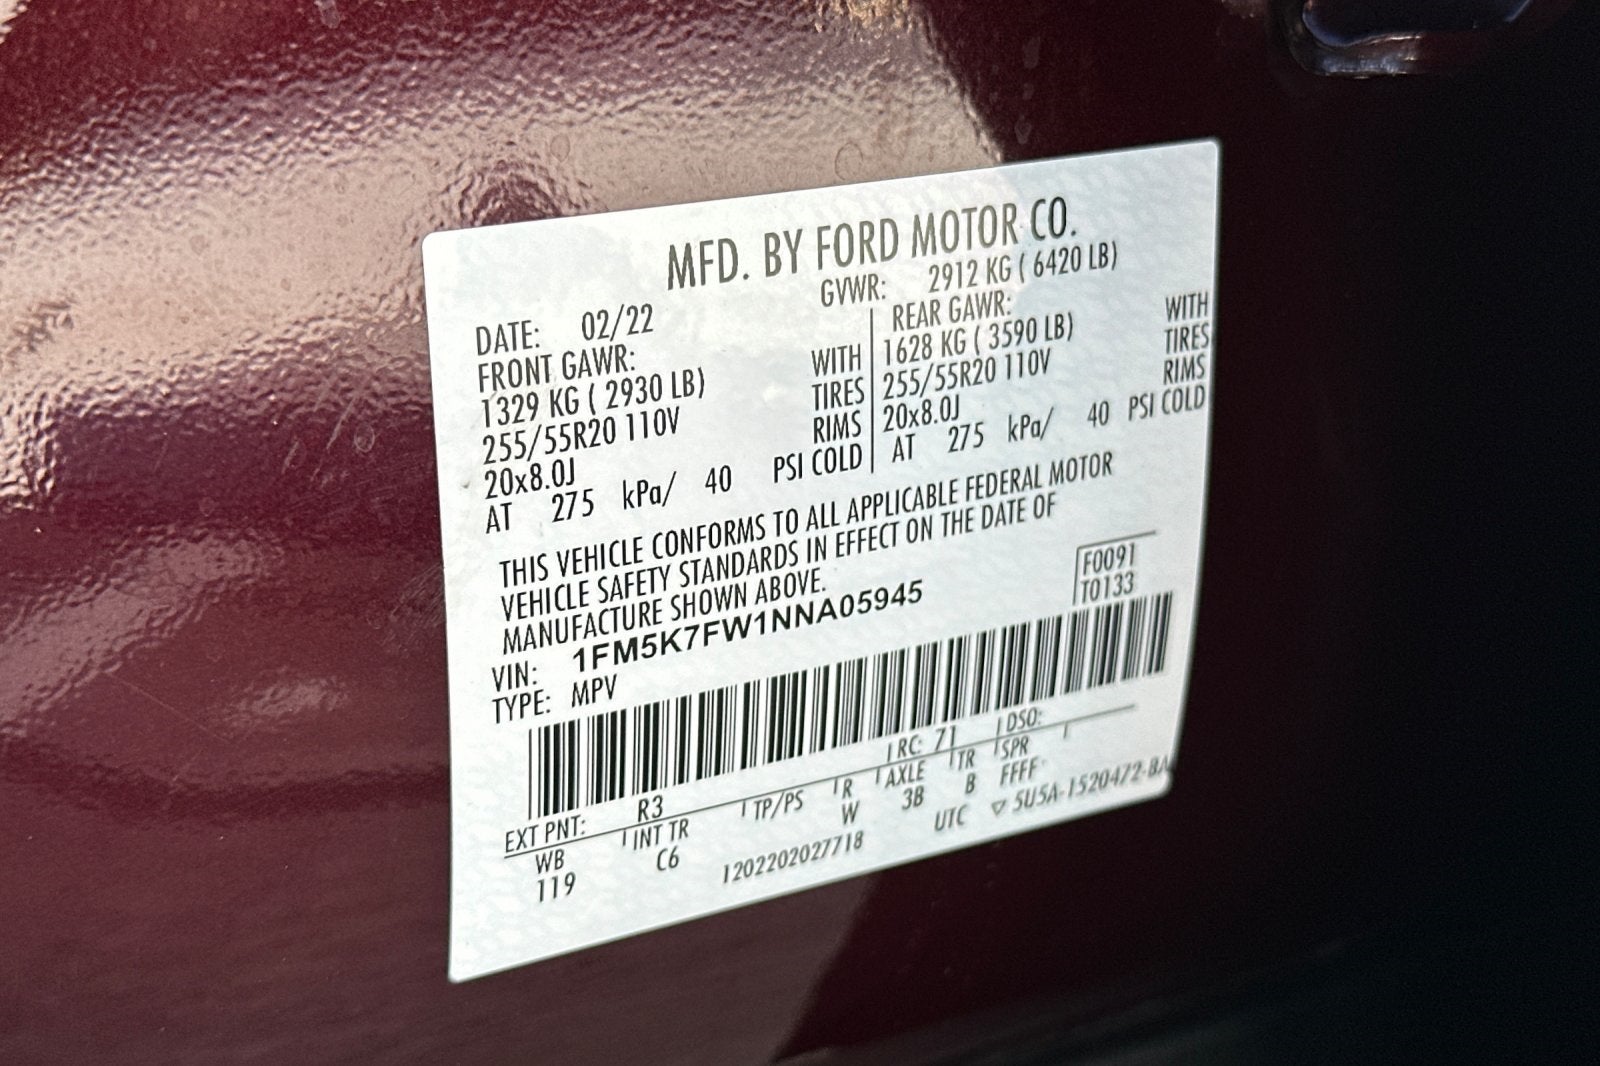 MFD. BY FORD MOTOR CO.
DATE: 02/22 GVWR: 2912 KG ( 6420 LB)
FRONT GAWR: REAR GAWR:
1329 KG ( 2930 LB) WITH 1628 KG ( 3590 LB) WITH
255/55R20 110V TIRES 255/55R20 110V TIRES
20x8.0J RIMS 20x8.0J RIMS
AT 275 kPa/ 40 PSI COLD AT 275 kPa/ 40 PSI COLD
THIS VEHICLE CONFORMS TO ALL APPLICABLE FEDERAL MOTOR
VEHICLE SAFETY STANDARDS IN EFFECT ON THE DATE OF
MANUFACTURE SHOWN ABOVE.
F0091
T0133
VIN: 1FM5K7FW1NNA05945
TYPE: MPV
EXT PNT: R3 RC: 71 DSO:
WB INT TR TP/PS R AXLE TR SPR
119 C6 W 3B B FFFF
1202202027718 UTC ▽ 5U5A-1520472-BA